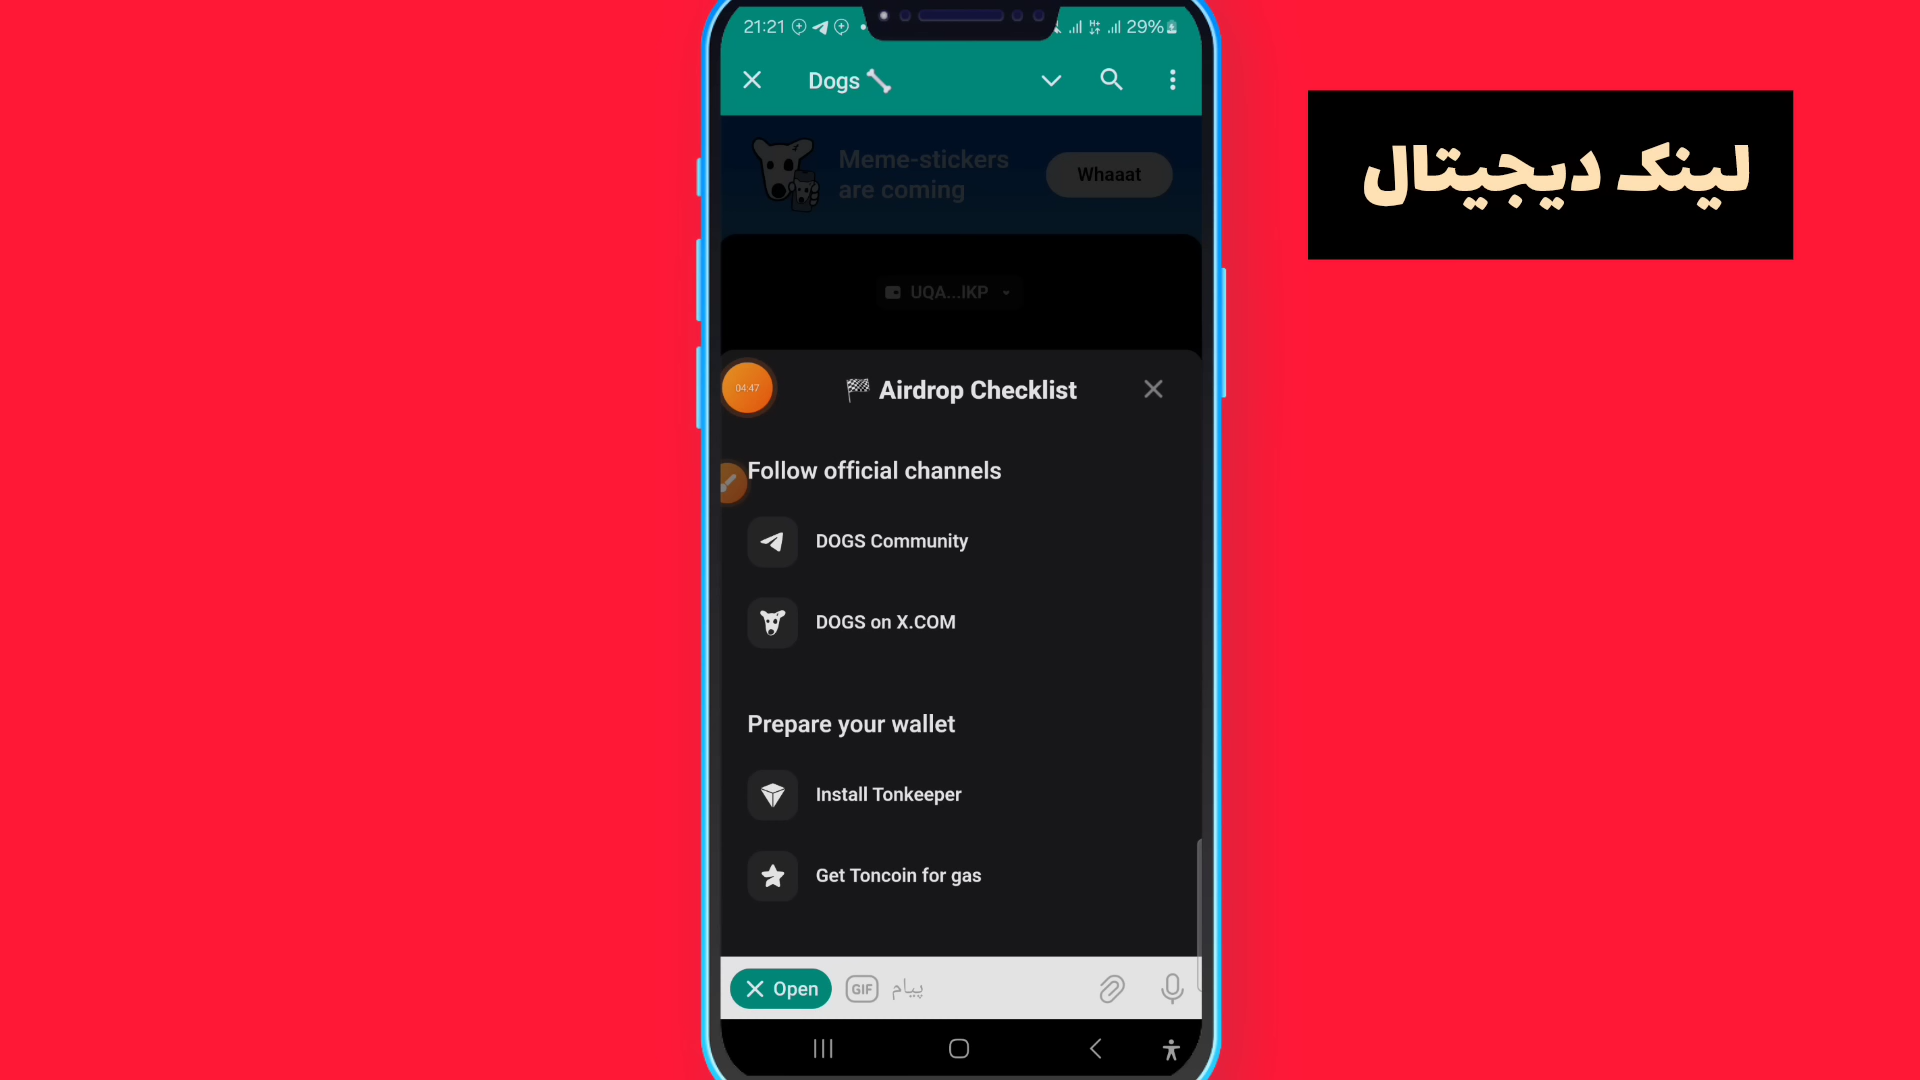 21:21
29%
Dogs
Meme-stickers
are coming
Whaaat
UQA...lKP
04:47
Airdrop Checklist
Follow official channels
DOGS Community
DOGS on X.COM
Prepare your wallet
Install Tonkeeper
Get Toncoin for gas
Open
GIF
پیام
لینک دیجیتال